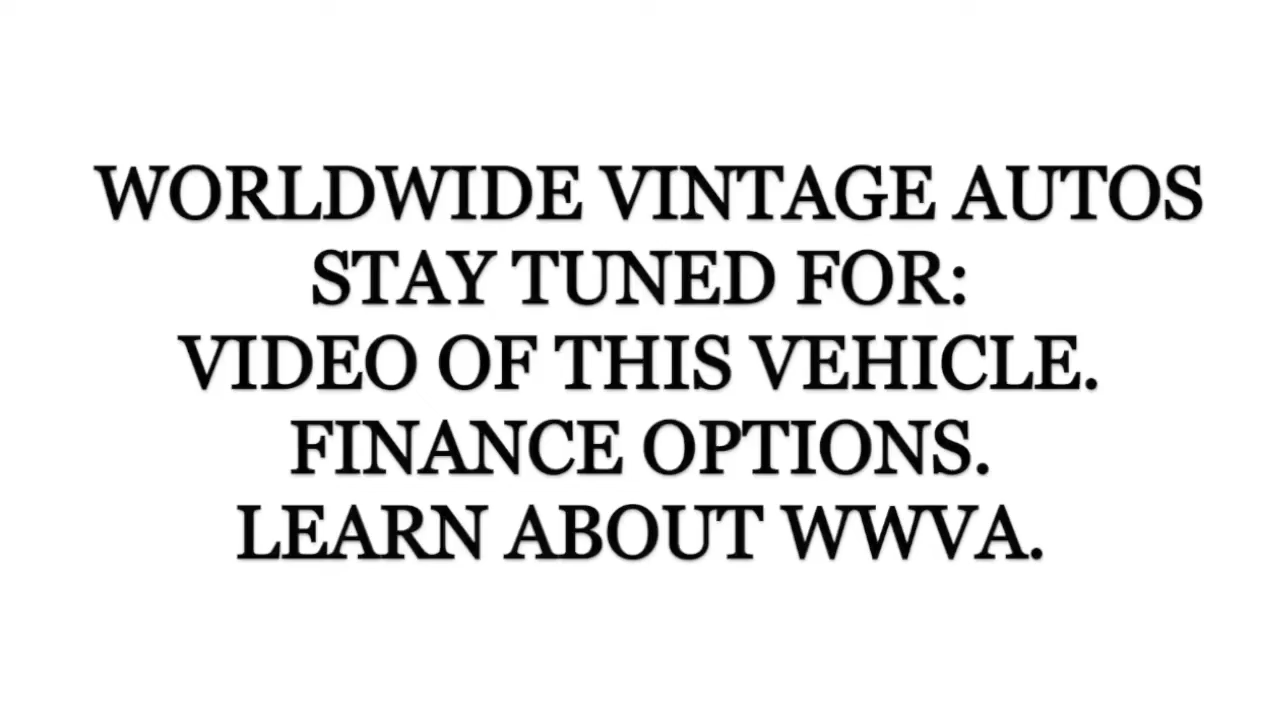 WORLDWIDE VINTAGE AUTOS
STAY TUNED FOR:
VIDEO OF THIS VEHICLE.
FINANCE OPTIONS.
LEARN ABOUT WWVA.